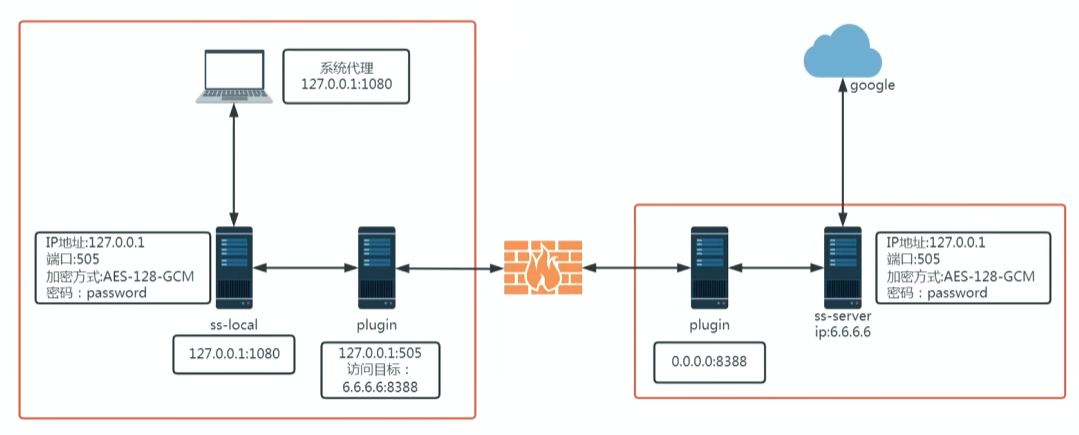 系统代理
127.0.0.1:1080
google
IP地址:127.0.0.1
端口:505
加密方式:AES-128-GCM
密码：password
ss-local
127.0.0.1:1080
plugin
127.0.0.1:505
访问目标：
6.6.6.6:8388
plugin
0.0.0.0:8388
ss-server
ip:6.6.6.6
IP地址:127.0.0.1
端口:505
加密方式:AES-128-GCM
密码：password